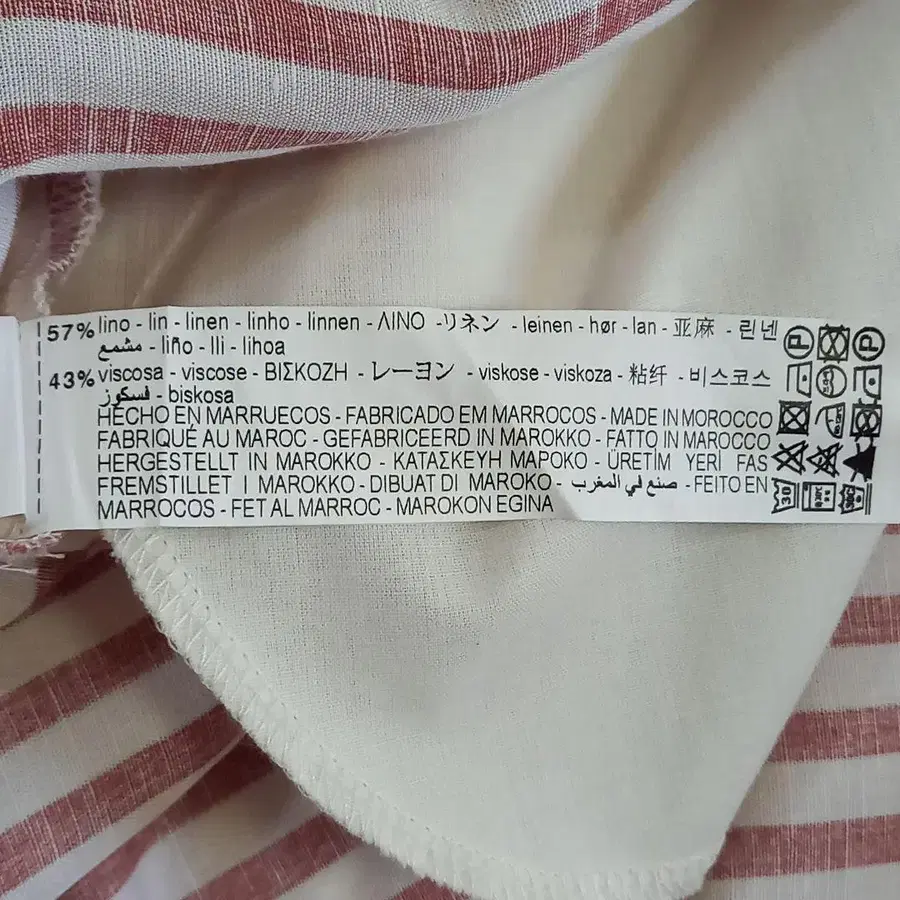 57% lino - lin - linen - linho - linnen - ΛΙΝΟ - リネン - leinen - hør - lan - 亚麻 - 린넨
مشمع - liño - lli - lihoa
43% viscosa - viscose - ΒΙΣΚΟΖΗ - レーヨン - viskose - viskoza - 粘纤 - 비스코스
فسكوز - biskosa
HECHO EN MARRUECOS - FABRICADO EM MARROCOS - MADE IN MOROCCO
FABRIQUÉ AU MAROC - GEFABRICEERD IN MAROKKO - FATTO IN MAROCCO
HERGESTELLT IN MAROKKO - ΚΑΤΑΣΚΕΥΗ ΜΑΡΟΚΟ - ÜRETİM YERİ FAS
FREMSTILLET I MAROKKO - DIBUAT DI MAROKO - صنع في المغرب - FEITO EN
MARROCOS - FET AL MARROC - MAROKON EGINA
P P
30